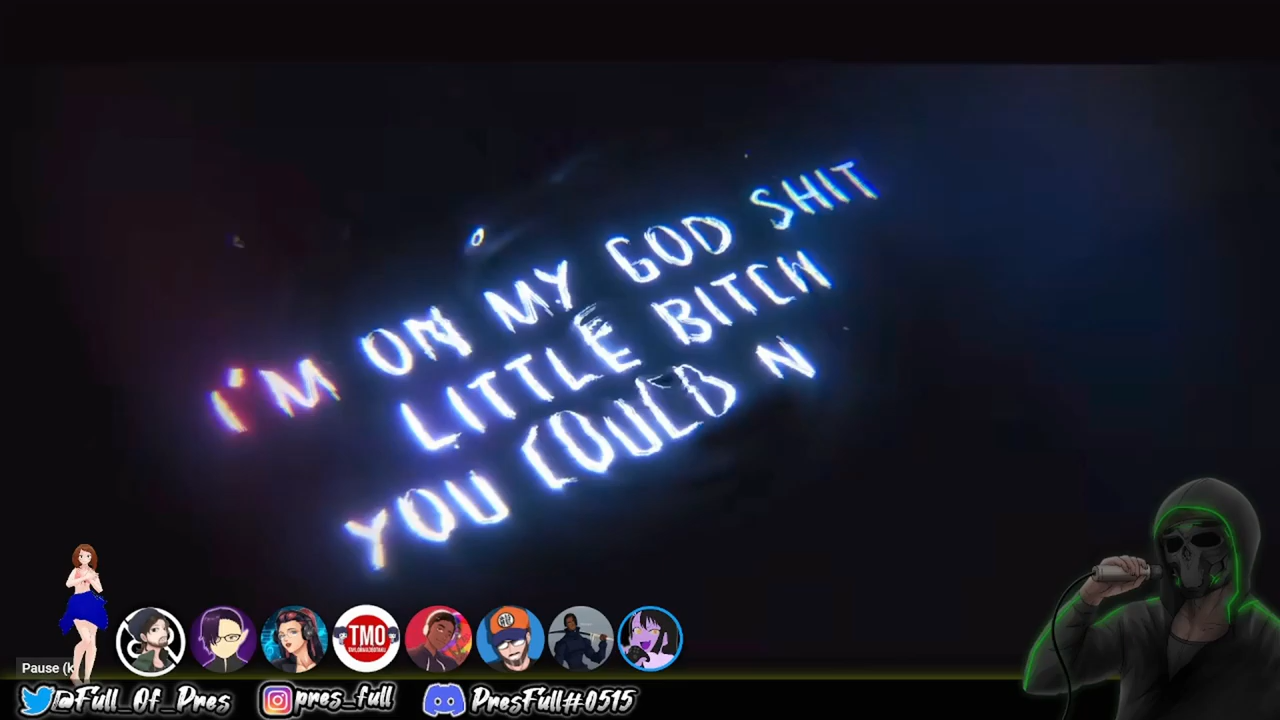 I'M ON MY GOD SHIT
LITTLE BITCH
YOU COULD N
TMO
Pause (k
@Full_Of_Pres
pres_full
PresFull#0515